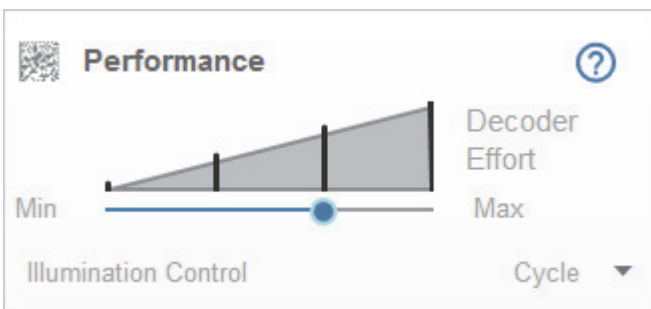 Performance
?
Decoder
Effort
Min
Max
Illumination Control
Cycle